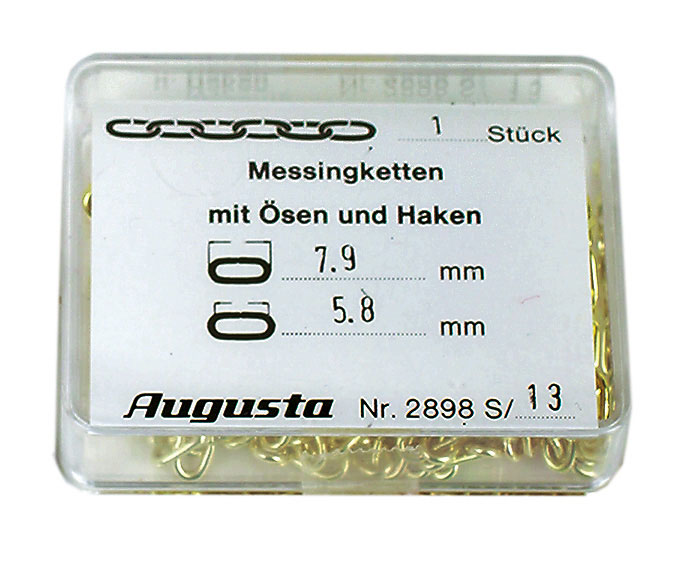 1 Stück
Messingketten
mit Ösen und Haken
7.9 mm
5.8 mm
Augusta Nr. 2898 S/ 13